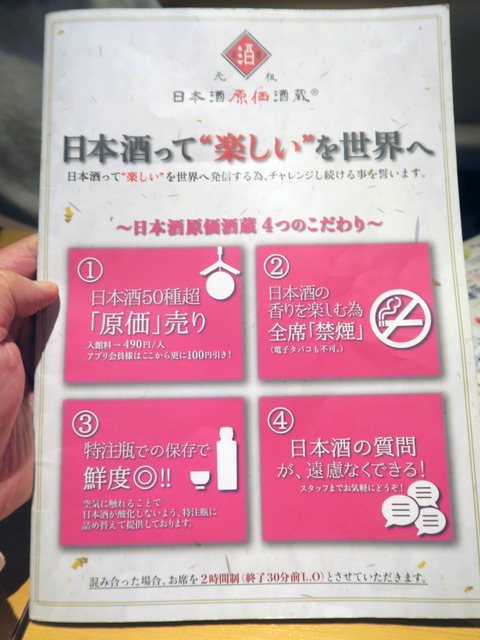 酒
元祖
日本酒原価酒蔵®
日本酒って“楽しい”を世界へ
日本酒って“楽しい”を世界へ発信する為、チャレンジし続ける事を誓います。
〜日本酒原価酒蔵 4つのこだわり〜
①
日本酒50種超
「原価」売り
入館料→490円/人
アプリ会員様はここから更に100円引き!
②
日本酒の
香りを楽しむ為
全席「禁煙」
(電子タバコも不可。)
③
特注瓶での保存で
鮮度◎!!
空気に触れることで
日本酒が酸化しないよう、特注瓶に
詰め替えて提供しております。
④
日本酒の質問
が、遠慮なくできる!
スタッフまでお気軽にどうぞ!
混み合った場合、お席を2時間制(終了30分前L.O)とさせていただきます。